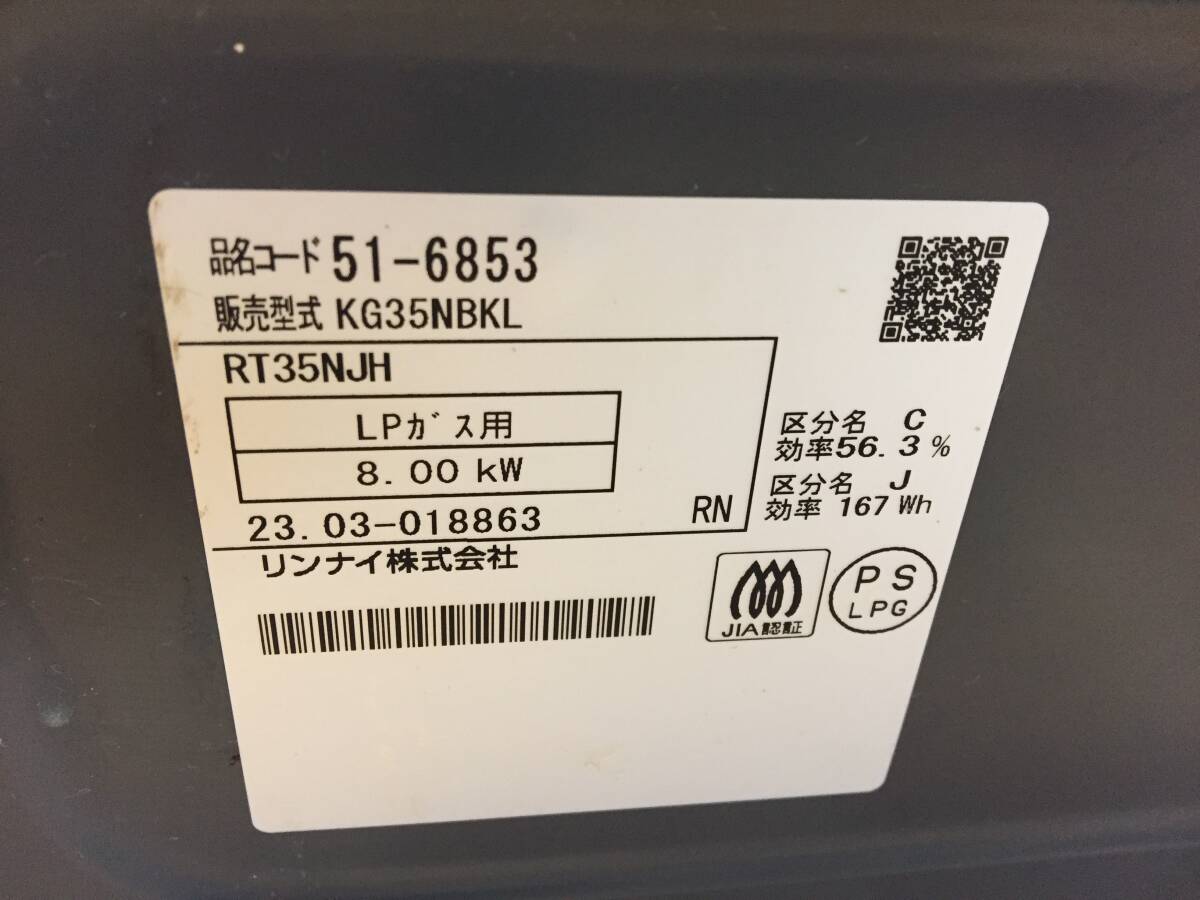 品名コード 51-6853
販売型式 KG35NBKL
RT35NJH
LPガス用
8.00 kW
23.03-018863 RN
リンナイ株式会社
区分名 C
効率56.3 %
区分名 J
効率 167 Wh
JIA認証
PS
LPG